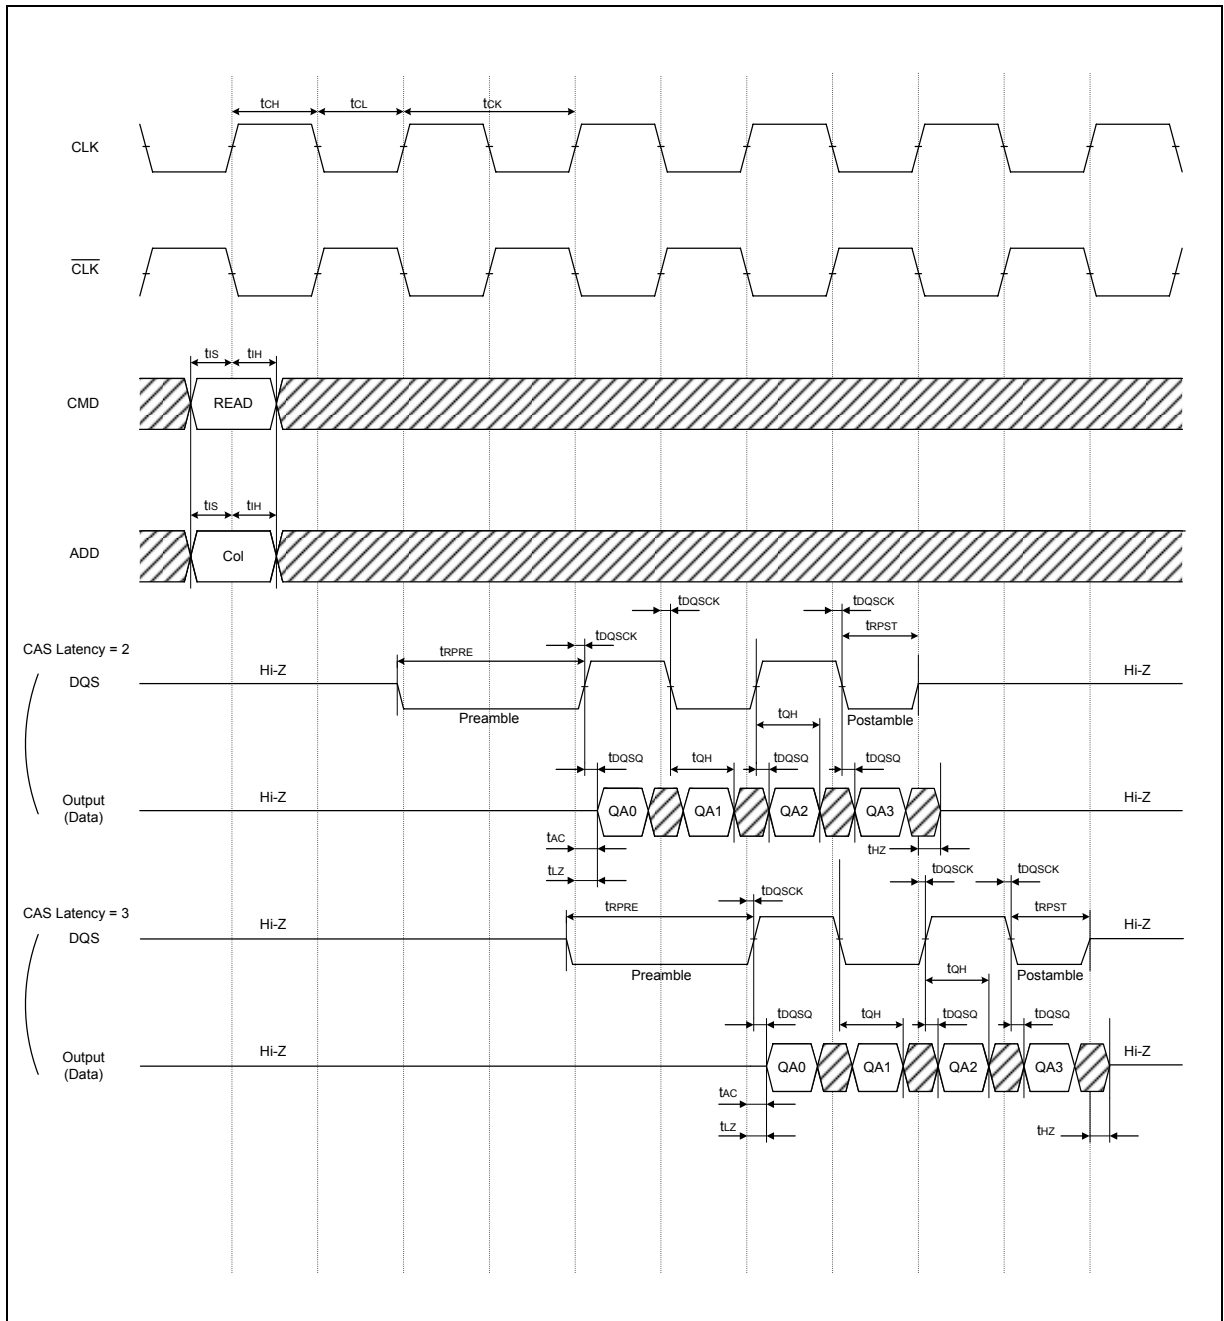 tCH tCL tCK
CLK
CLK
tIS tIH
CMD READ
tIS tIH
ADD Col
tDQSCK tDQSCK
tRPST
tDQSCK
CAS Latency = 2
tRPRE
Hi-Z Hi-Z
DQS
Preamble Postamble
tQH
tDQSQ tQH tDQSQ tDQSQ
Hi-Z Hi-Z
Output
(Data)
QA0 QA1 QA2 QA3
tAC
tHZ
tLZ
tDQSCK tDQSCK tDQSCK
CAS Latency = 3
tRPRE tRPST
Hi-Z Hi-Z
DQS
Preamble Postamble
tQH
tDQSQ tQH tDQSQ tDQSQ
Hi-Z Hi-Z
Output
(Data)
QA0 QA1 QA2 QA3
tAC
tLZ tHZ